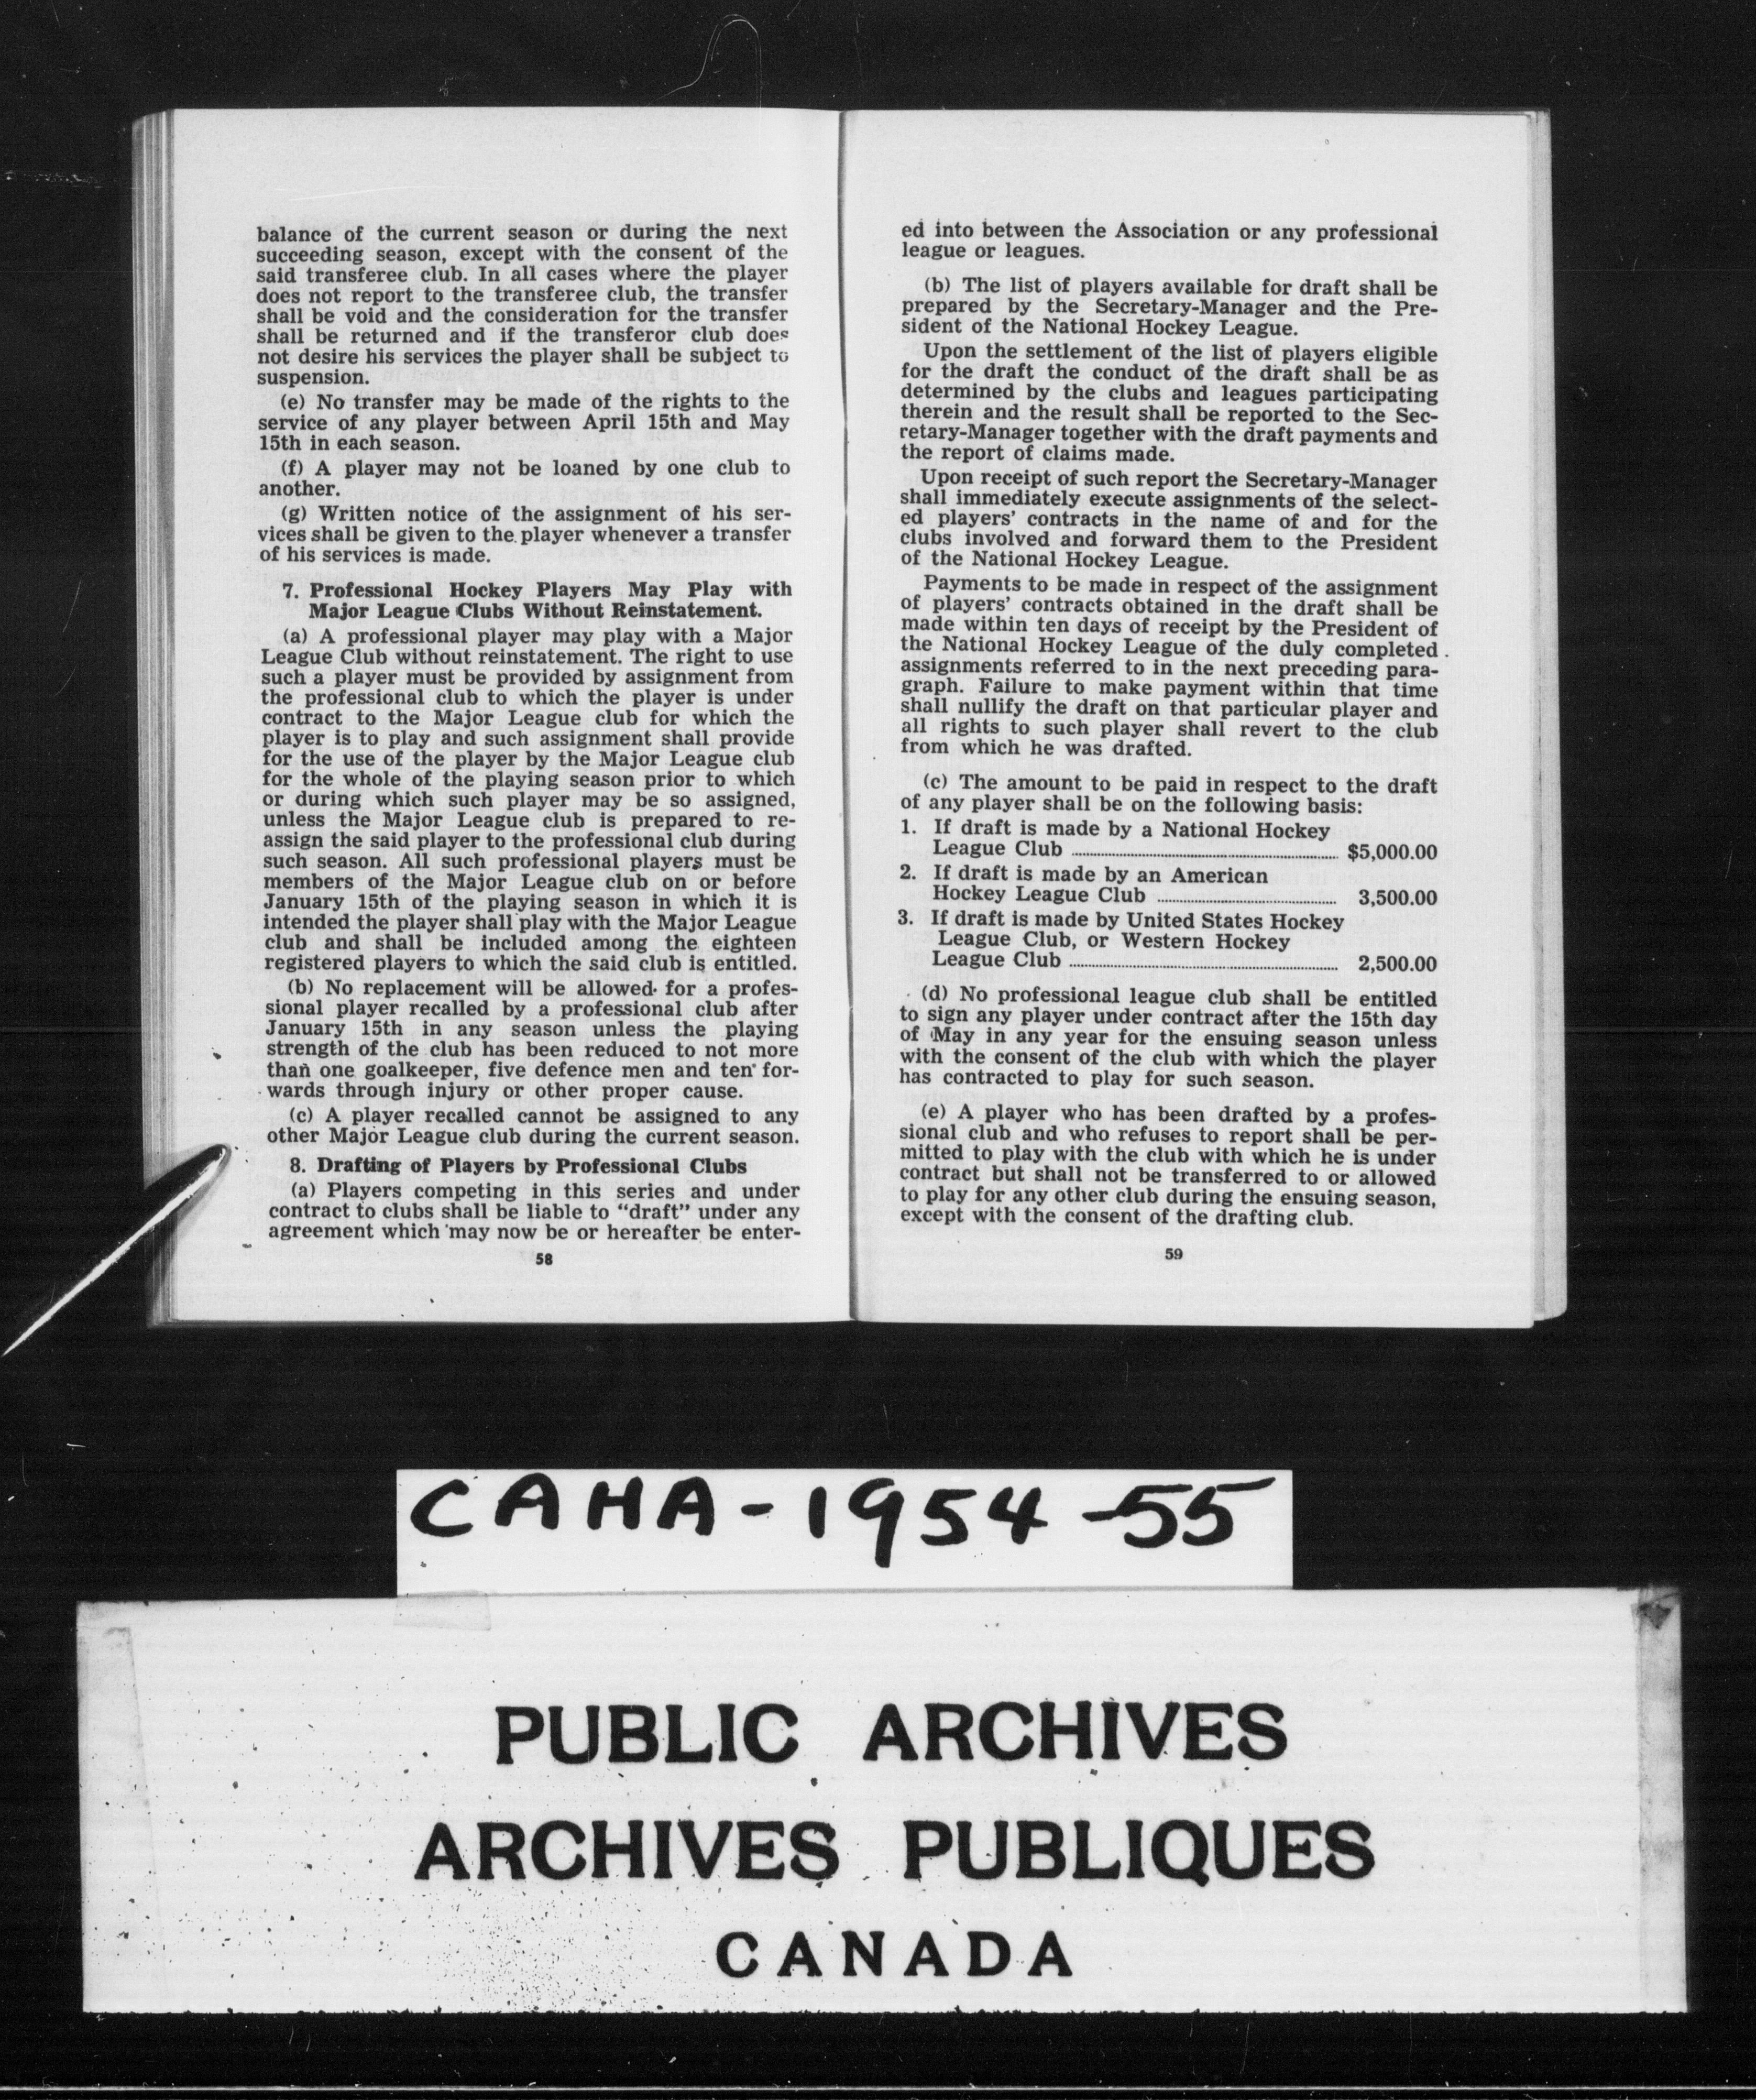 balance of the current season or during the next
succeeding season, except with the consent of the
said transferee club. In all cases where the player
does not report to the transferee club, the transfer
shall be void and the consideration for the transfer
shall be returned and if the transferor club does
not desire his services the player shall be subject to
suspension.
(e) No transfer may be made of the rights to the
service of any player between April 15th and May
15th in each season.
(f) A player may not be loaned by one club to
another.
(g) Written notice of the assignment of his ser-
vices shall be given to the player whenever a transfer
of his services is made.
7. Professional Hockey Players May Play with
Major League Clubs Without Reinstatement.
(a) A professional player may play with a Major
League Club without reinstatement. The right to use
such a player must be provided by assignment from
the professional club to which the player is under
contract to the Major League club for which the
player is to play and such assignment shall provide
for the use of the player by the Major League club
for the whole of the playing season prior to which
or during which such player may be so assigned,
unless the Major League club is prepared to re-
assign the said player to the professional club during
such season. All such professional players must be
members of the Major League club on or before
January 15th of the playing season in which it is
intended the player shall play with the Major League
club and shall be included among the eighteen
registered players to which the said club is entitled.
(b) No replacement will be allowed for a profes-
sional player recalled by a professional club after
January 15th in any season unless the playing
strength of the club has been reduced to not more
than one goalkeeper, five defence men and ten for-
wards through injury or other proper cause.
(c) A player recalled cannot be assigned to any
other Major League club during the current season.
8. Drafting of Players by Professional Clubs
(a) Players competing in this series and under
contract to clubs shall be liable to “draft” under any
agreement which may now be or hereafter be enter-
58
ed into between the Association or any professional
league or leagues.
(b) The list of players available for draft shall be
prepared by the Secretary-Manager and the Pre-
sident of the National Hockey League.
Upon the settlement of the list of players eligible
for the draft the conduct of the draft shall be as
determined by the clubs and leagues participating
therein and the result shall be reported to the Sec-
retary-Manager together with the draft payments and
the report of claims made.
Upon receipt of such report the Secretary-Manager
shall immediately execute assignments of the select-
ed players’ contracts in the name of and for the
clubs involved and forward them to the President
of the National Hockey League.
Payments to be made in respect of the assignment
of players’ contracts obtained in the draft shall be
made within ten days of receipt by the President of
the National Hockey League of the duly completed
assignments referred to in the next preceding para-
graph. Failure to make payment within that time
shall nullify the draft on that particular player and
all rights to such player shall revert to the club
from which he was drafted.
(c) The amount to be paid in respect to the draft
of any player shall be on the following basis:
1. If draft is made by a National Hockey
League Club ........ $5,000.00
2. If draft is made by an American
Hockey League Club ........ 3,500.00
3. If draft is made by United States Hockey
League Club, or Western Hockey
League Club ........ 2,500.00
(d) No professional league club shall be entitled
to sign any player under contract after the 15th day
of May in any year for the ensuing season unless
with the consent of the club with which the player
has contracted to play for such season.
(e) A player who has been drafted by a profes-
sional club and who refuses to report shall be per-
mitted to play with the club with which he is under
contract but shall not be transferred to or allowed
to play for any other club during the ensuing season,
except with the consent of the drafting club.
59
CAHA-1954-55
PUBLIC ARCHIVES
ARCHIVES PUBLIQUES
CANADA